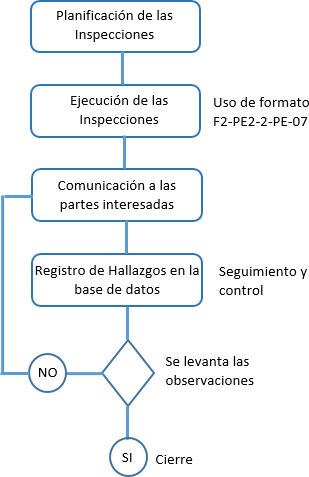 Planificación de las
Inspecciones
Ejecución de las
Inspecciones
Uso de formato
F2-PE2-2-PE-07
Comunicación a las
partes interesadas
Registro de Hallazgos en la
base de datos
Seguimiento y
control
Se levanta las
observaciones
NO
SI
Cierre